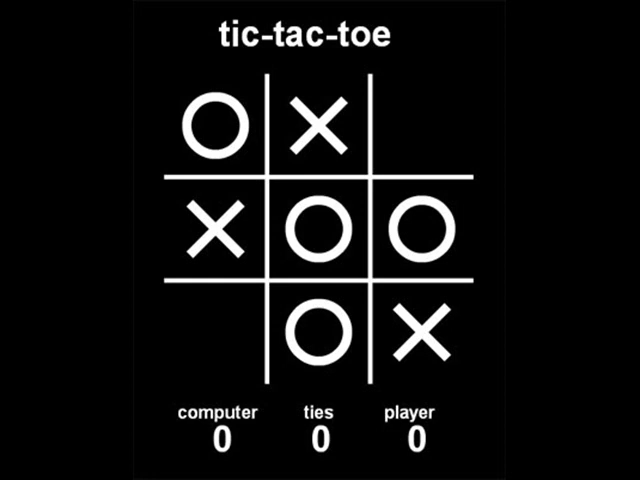 tic-tac-toe
O X
X O O
O X
computer ties player
0 0 0